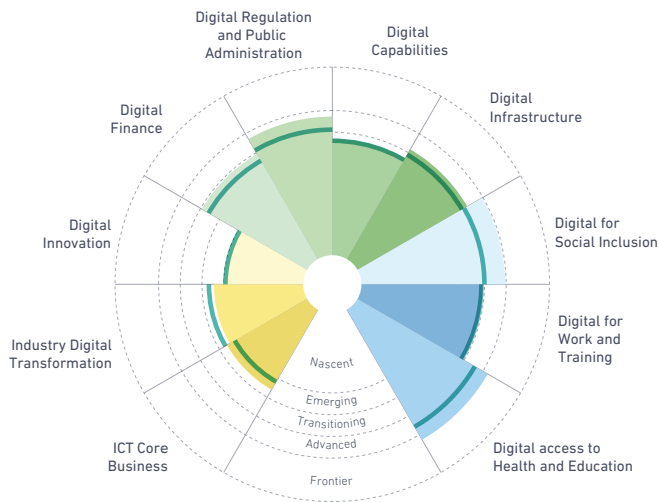 Digital Regulation
and Public
Administration
Digital
Capabilities
Digital
Infrastructure
Digital for
Social Inclusion
Digital for
Work and
Training
Digital access to
Health and Education
ICT Core
Business
Industry Digital
Transformation
Digital
Innovation
Digital
Finance
Nascent
Emerging
Transitioning
Advanced
Frontier